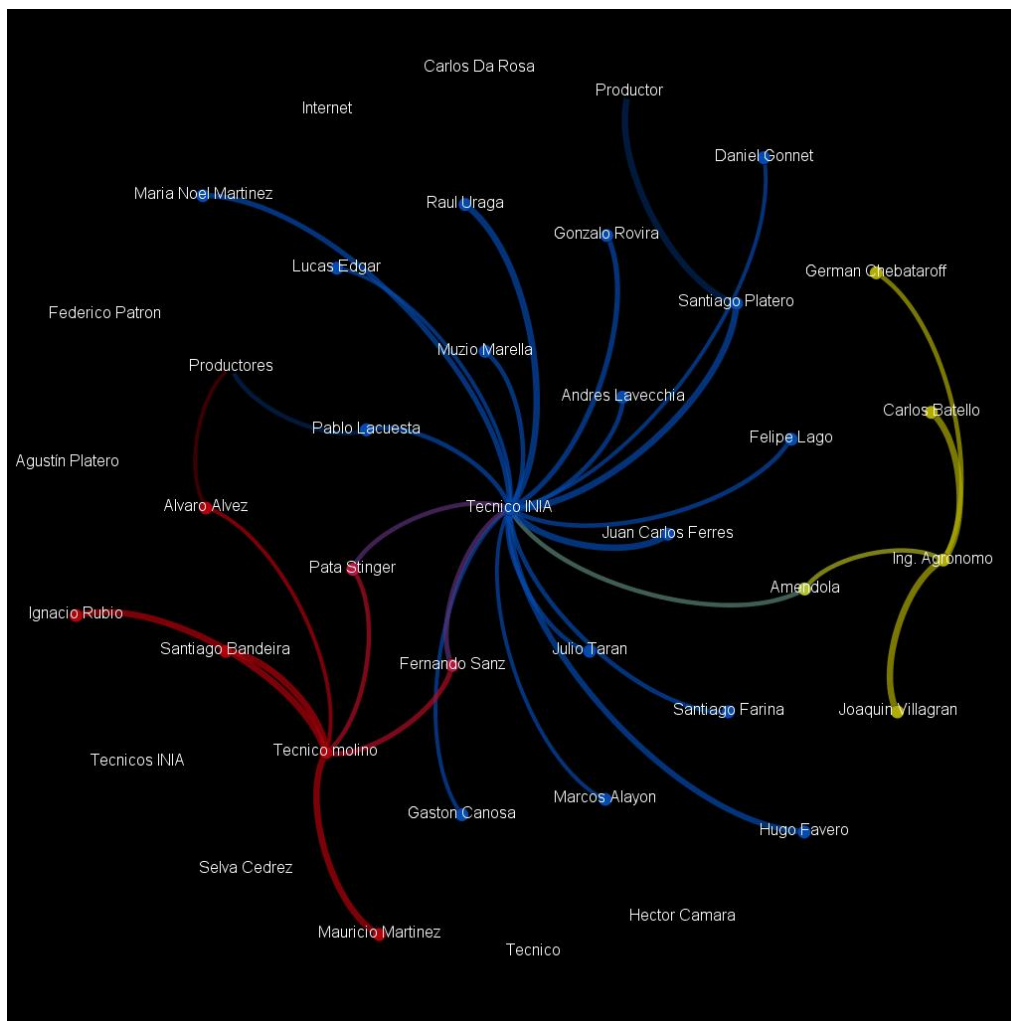 Carlos Da Rosa
Productor
Internet
Daniel Gonnet
Maria Noel Martinez
Raul Uraga
Gonzalo Rovira
Lucas Edgar
German Chebataroff
Santiago Platero
Federico Patron
Muzio Marella
Productores
Andres Lavecchia
Carlos Batello
Pablo Lacuesta
Felipe Lago
Agustín Platero
Alvaro Alvez
Tecnico INIA
Juan Carlos Ferres
Ing. Agronomo
Pata Stinger
Amendola
Ignacio Rubio
Santiago Bandeira
Julio Taran
Fernando Sanz
Santiago Farina
Joaquin Villagran
Tecnico molino
Tecnicos INIA
Marcos Alayon
Gaston Canosa
Hugo Favero
Selva Cedrez
Hector Camara
Mauricio Martinez
Tecnico